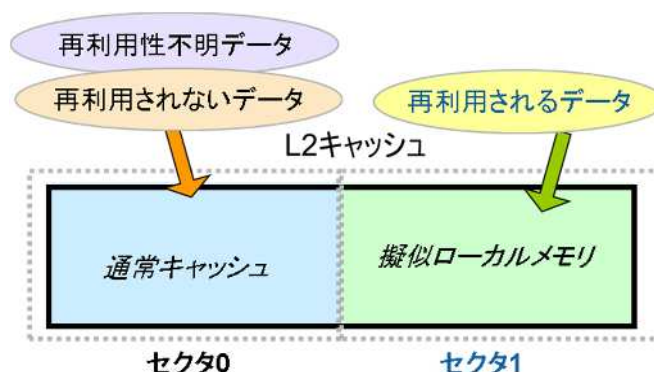 再利用性不明データ
再利用されないデータ
再利用されるデータ
L2キャッシュ
通常キャッシュ
擬似ローカルメモリ
セクタ0
セクタ1